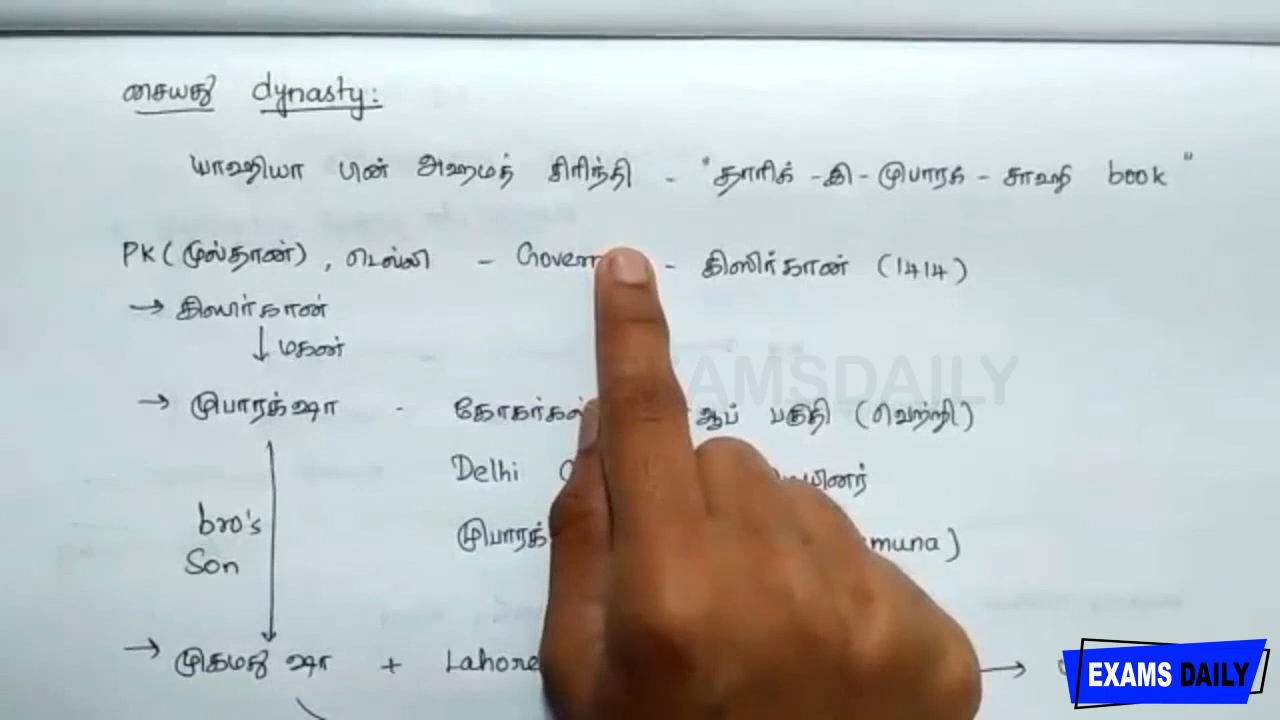 சையது dynasty:
யாஹியா பின் அஹமத் சிரிந்தி - "தாரிக் - இ - முபாரக் - சாஹி book"
PK (முல்தான்), டெல்லி - Govern - கிஸிர்கான் (1414)
→ கிஸிர்கான்
↓ மகன்
→ முபாரக்ஷா - கோகர்கள் ஆப் பகுதி (வெற்றி)
Delhi
bro's
Son
முபாரக் muna)
→ முகமது ஷா + Lahore →
EXAMSDAILY
EXAMS DAILY